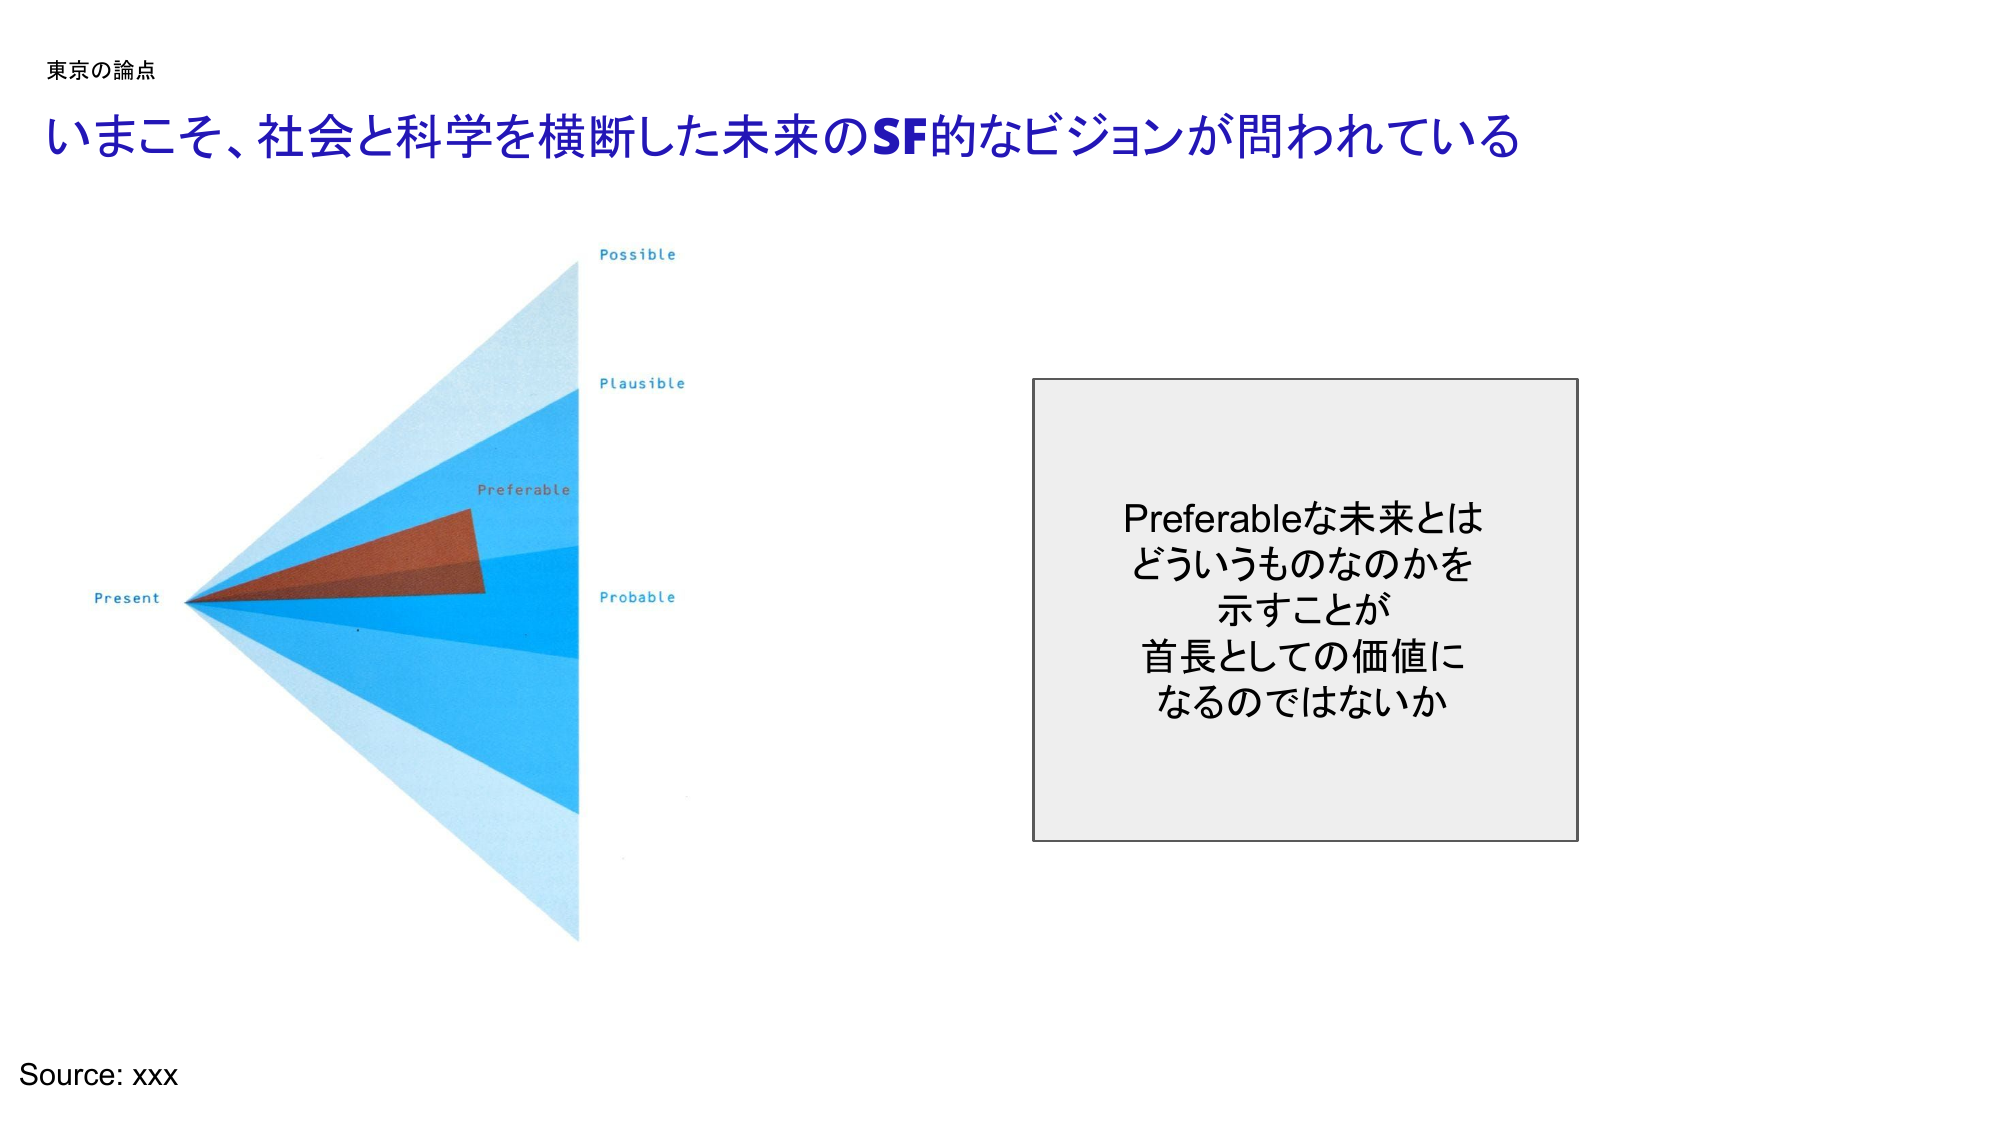 東京の論点
いまこそ、社会と科学を横断した未来のSF的なビジョンが問われている
Possible
Plausible
Preferable
Present
Probable
Preferableな未来とは
どういうものなのかを
示すことが
首長としての価値に
なるのではないか
Source: xxx